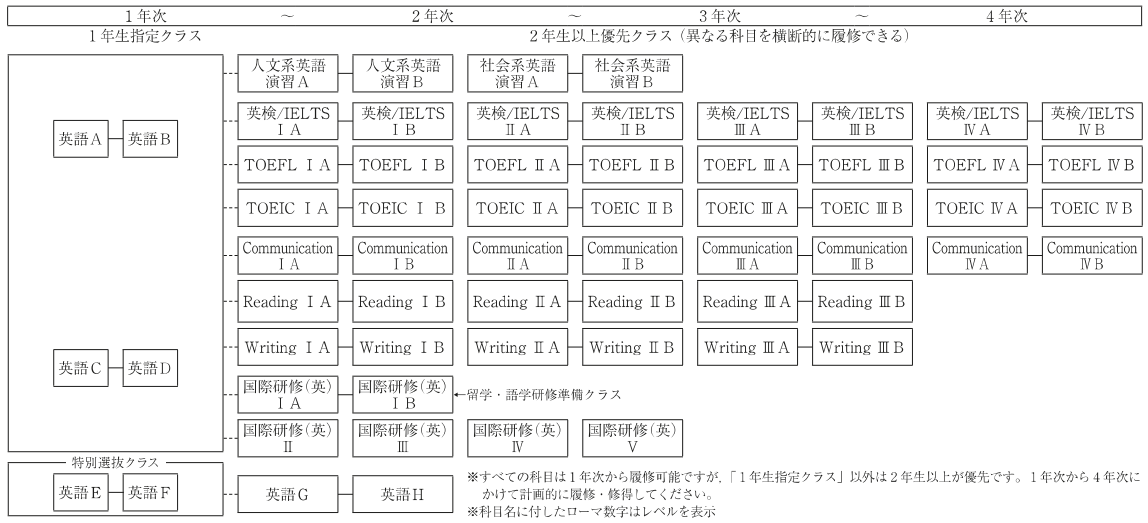 1年次 ～ 2年次 ～ 3年次 ～ 4年次
1年生指定クラス
2年生以上優先クラス（異なる科目を横断的に履修できる）
英語A
英語B
英語C
英語D
人文系英語
演習A
人文系英語
演習B
社会系英語
演習A
社会系英語
演習B
英検/IELTS
ⅠA
英検/IELTS
ⅠB
英検/IELTS
ⅡA
英検/IELTS
ⅡB
英検/IELTS
ⅢA
英検/IELTS
ⅢB
英検/IELTS
ⅣA
英検/IELTS
ⅣB
TOEFL ⅠA
TOEFL ⅠB
TOEFL ⅡA
TOEFL ⅡB
TOEFL ⅢA
TOEFL ⅢB
TOEFL ⅣA
TOEFL ⅣB
TOEIC ⅠA
TOEIC Ⅰ B
TOEIC ⅡA
TOEIC ⅡB
TOEIC ⅢA
TOEIC ⅢB
TOEIC ⅣA
TOEIC ⅣB
Communication
ⅠA
Communication
ⅠB
Communication
ⅡA
Communication
ⅡB
Communication
ⅢA
Communication
ⅢB
Communication
ⅣA
Communication
ⅣB
Reading ⅠA
Reading ⅠB
Reading ⅡA
Reading ⅡB
Reading ⅢA
Reading ⅢB
Writing ⅠA
Writing ⅠB
Writing ⅡA
Writing ⅡB
Writing ⅢA
Writing ⅢB
国際研修（英）
ⅠA
国際研修（英）
ⅠB
←留学・語学研修準備クラス
国際研修（英）
Ⅱ
国際研修（英）
Ⅲ
国際研修（英）
Ⅳ
国際研修（英）
Ⅴ
特別選抜クラス
英語E
英語F
英語G
英語H
※すべての科目は1年次から履修可能ですが，「1年生指定クラス」以外は2年生以上が優先です。1年次から4年次に
かけて計画的に履修・修得してください。
※科目名に付したローマ数字はレベルを表示